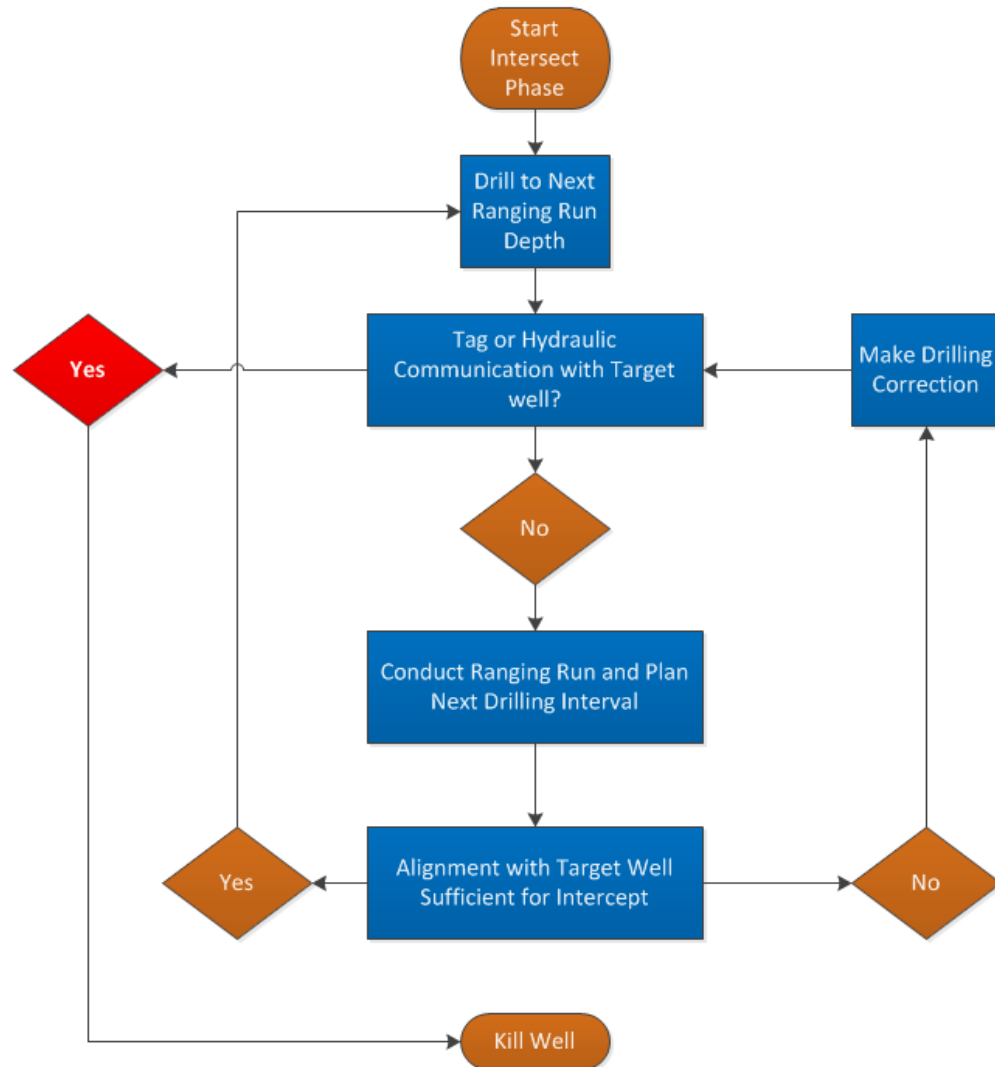 Start
Intersect
Phase
Drill to Next
Ranging Run
Depth
Yes
Tag or Hydraulic
Communication with Target
well?
Make Drilling
Correction
No
Conduct Ranging Run and Plan
Next Drilling Interval
Yes
Alignment with Target Well
Sufficient for Intercept
No
Kill Well